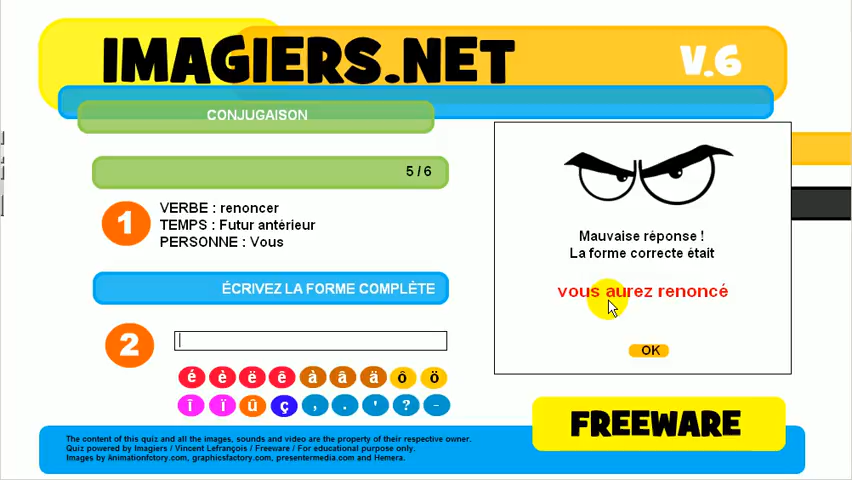 IMAGIERS.NET
V.6
CONJUGAISON
5 / 6
1
VERBE : renoncer
TEMPS : Futur antérieur
PERSONNE : Vous
ÉCRIVEZ LA FORME COMPLÈTE
2
é è ë ê à â ä ô ö
î ï û ç , . ' ? -
Mauvaise réponse !
La forme correcte était
vous aurez renoncé
OK
FREEWARE
The content of this quiz and all the images, sounds and video are the property of their respective owner.
Quiz powered by Imagiers / Vincent Lefrançois / Freeware / For educational purpose only.
Images by Animationfctory.com, graphicsfactory.com, presentermedia.com and Hemera.